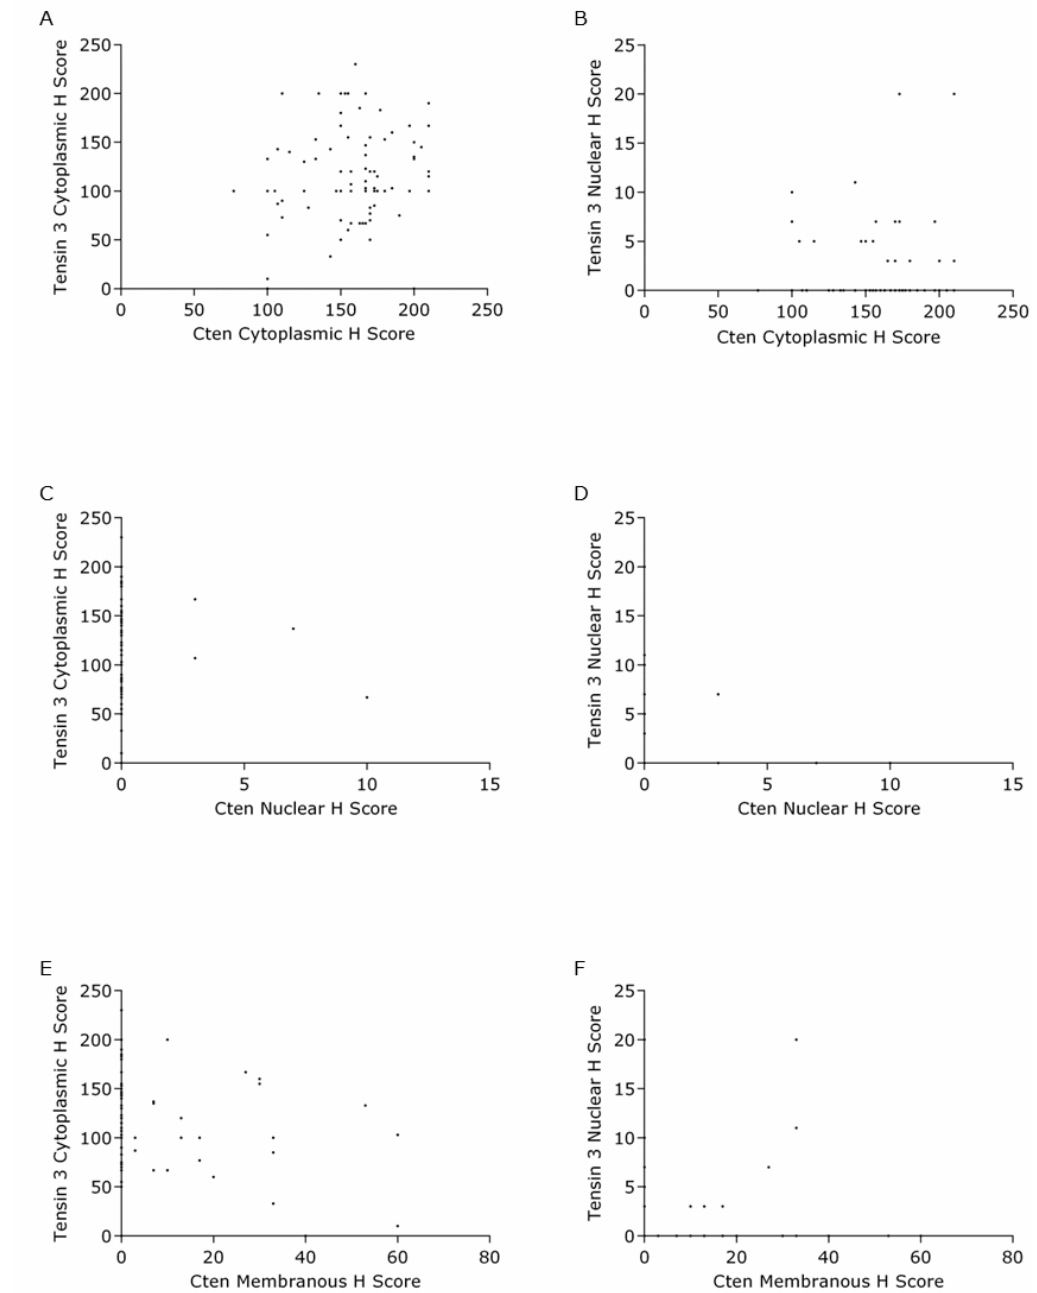 A
B
Tensin 3 Cytoplasmic H Score
250
200
150
100
50
0
0 50 100 150 200 250
Cten Cytoplasmic H Score
Tensin 3 Nuclear H Score
25
20
15
10
5
0
0 50 100 150 200 250
Cten Cytoplasmic H Score
C
D
Tensin 3 Cytoplasmic H Score
250
200
150
100
50
0
0 5 10 15
Cten Nuclear H Score
Tensin 3 Nuclear H Score
25
20
15
10
5
0
0 5 10 15
Cten Nuclear H Score
E
F
Tensin 3 Cytoplasmic H Score
250
200
150
100
50
0
0 20 40 60 80
Cten Membranous H Score
Tensin 3 Nuclear H Score
25
20
15
10
5
0
0 20 40 60 80
Cten Membranous H Score